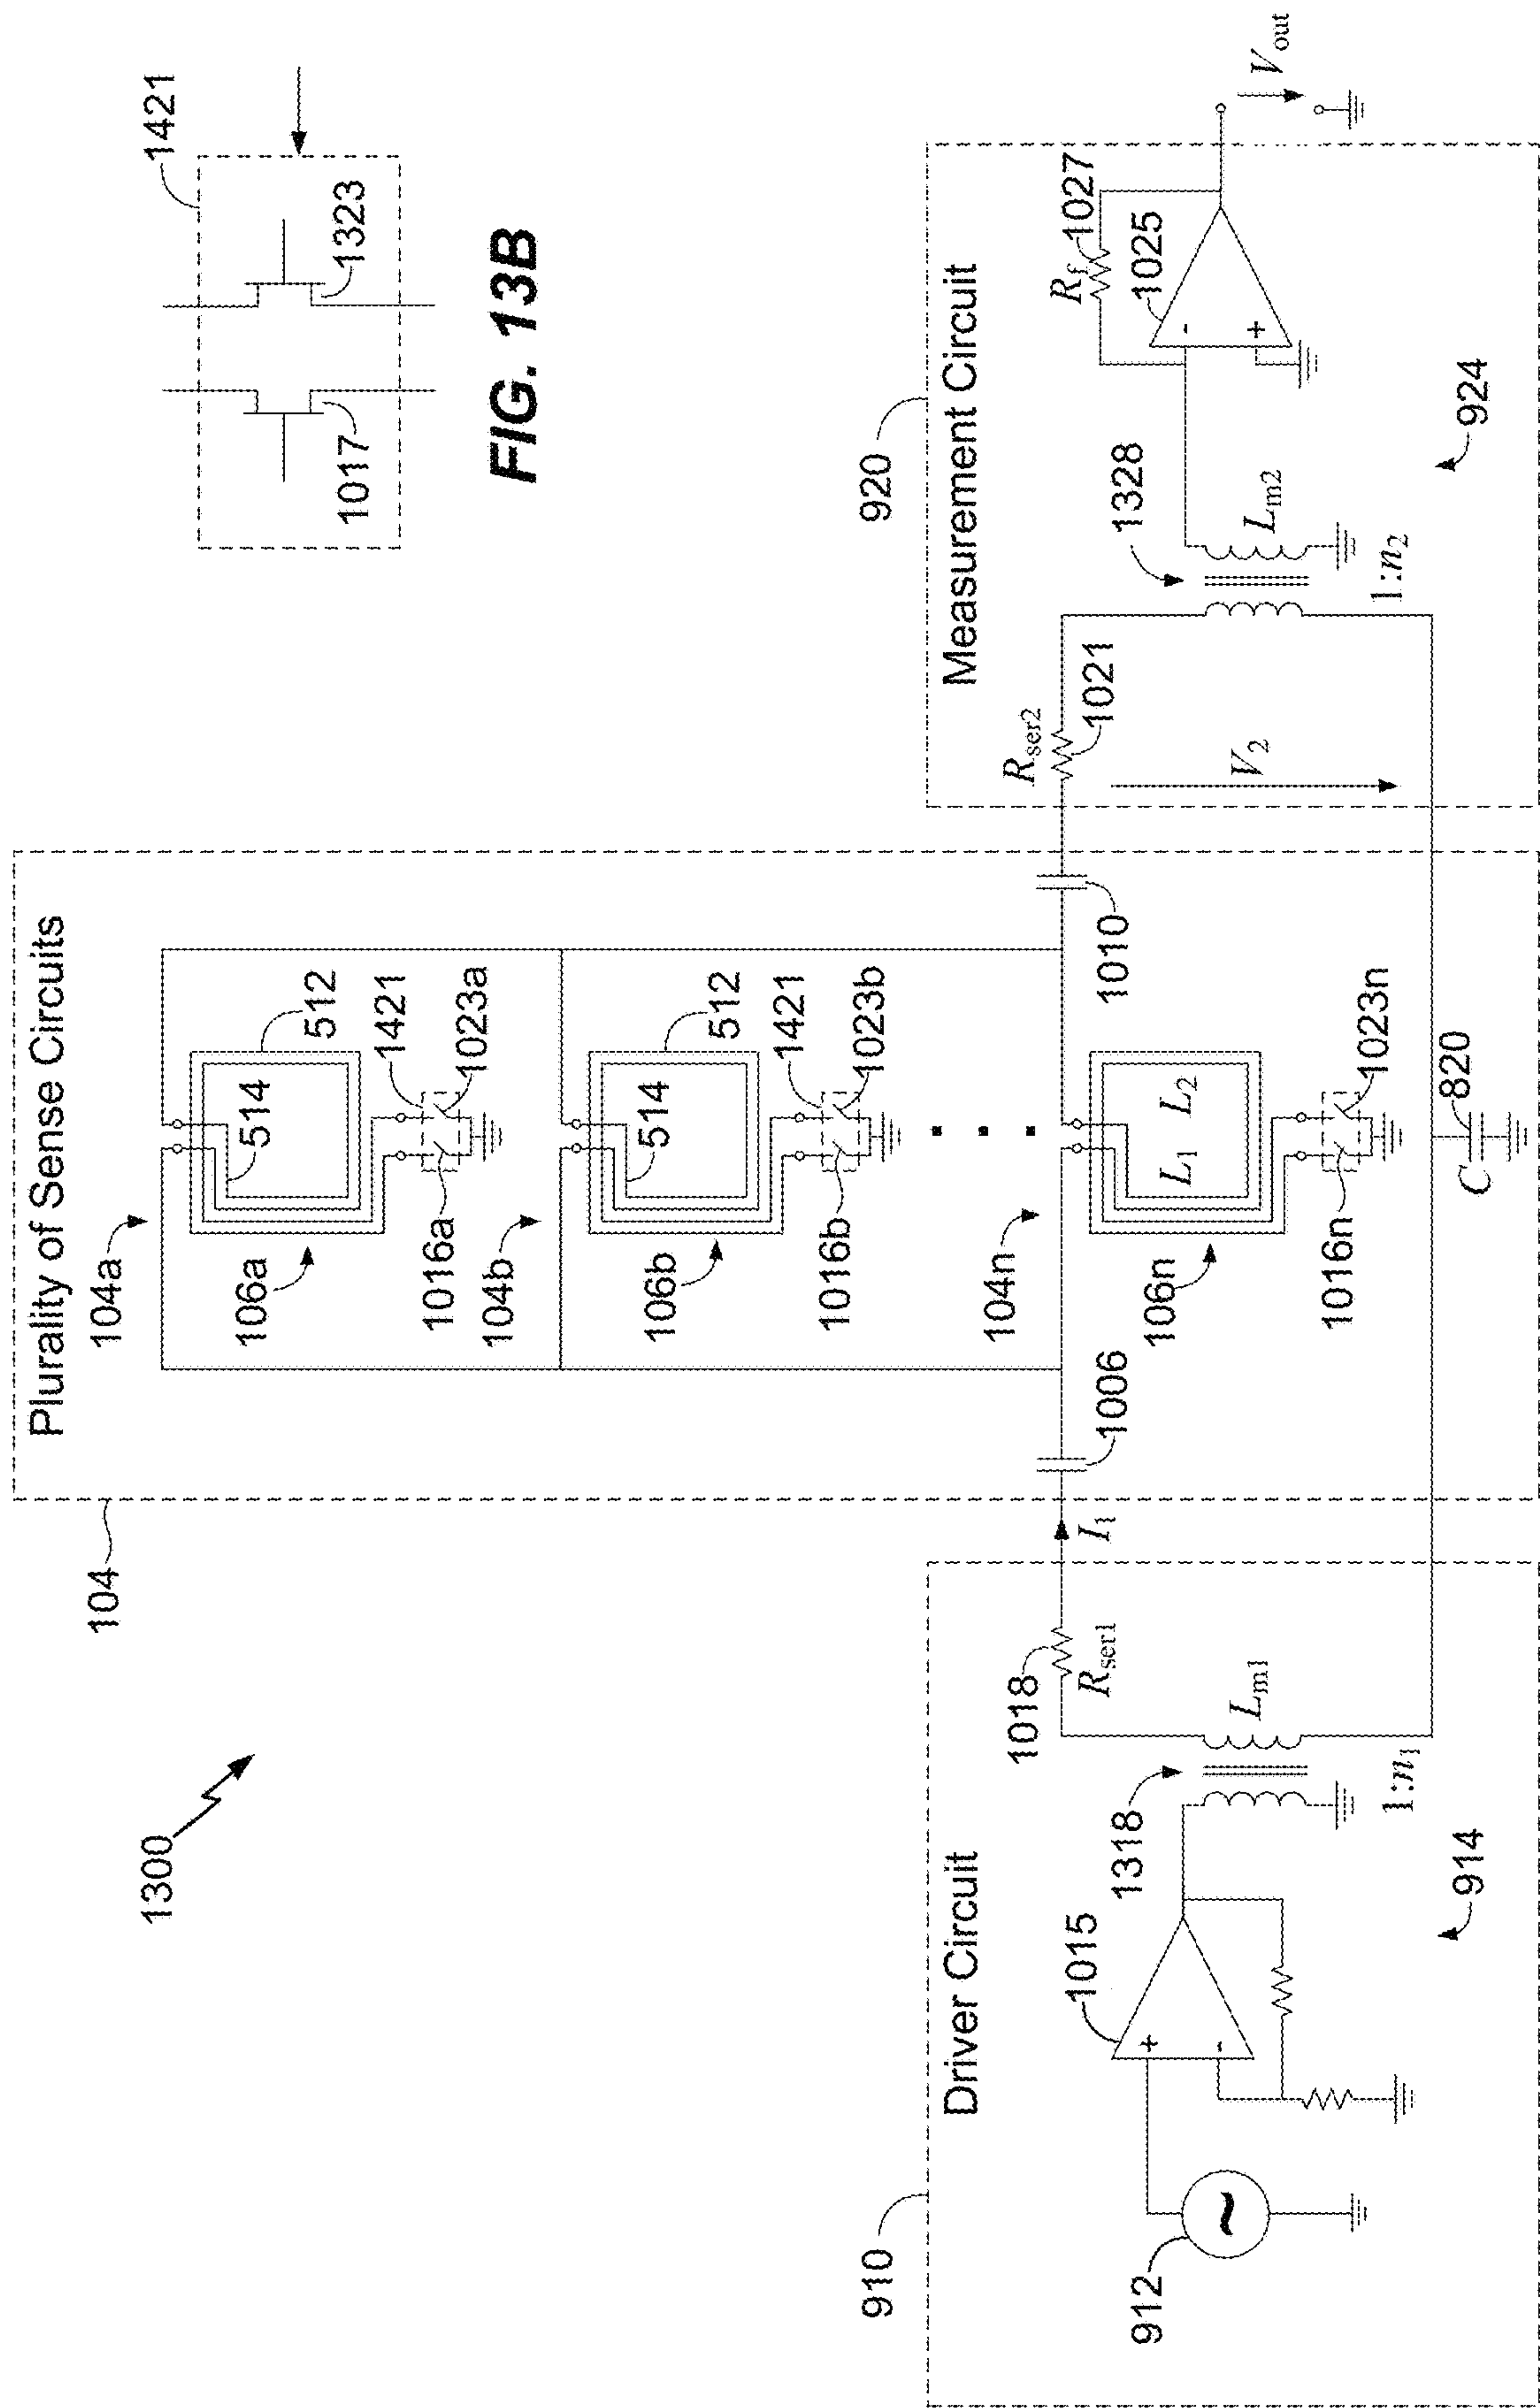 1300
104
Plurality of Sense Circuits
104a
514
512
106a
1421
1016a
1023a
104b
514
512
106b
1421
1016b
1023b
104n
L1 L2
106n
1016n
1023n
1006
1010
C
820
910
Driver Circuit
912
~
1015
+
-
1318
Lm1
1:n1
1018
Rser1
I1
914
920
Measurement Circuit
Rser2
1021
V2
1328
Lm2
1:n2
Rf
1027
1025
-
+
924
Vout
1421
1017
1323
FIG. 13B